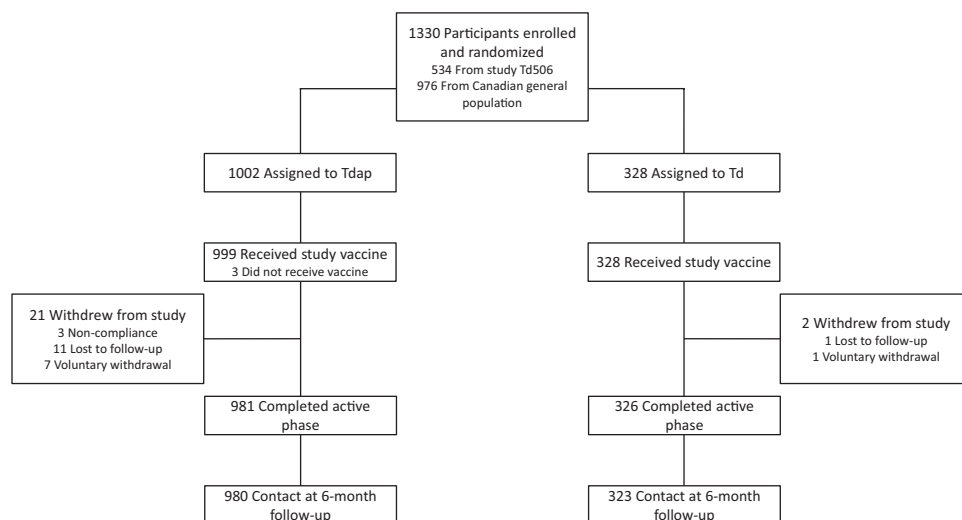 1330 Participants enrolled
and randomized
534 From study Td506
976 From Canadian general
population
1002 Assigned to Tdap
328 Assigned to Td
999 Received study vaccine
3 Did not receive vaccine
328 Received study vaccine
21 Withdrew from study
3 Non-compliance
11 Lost to follow-up
7 Voluntary withdrawal
2 Withdrew from study
1 Lost to follow-up
1 Voluntary withdrawal
981 Completed active
phase
326 Completed active
phase
980 Contact at 6-month
follow-up
323 Contact at 6-month
follow-up